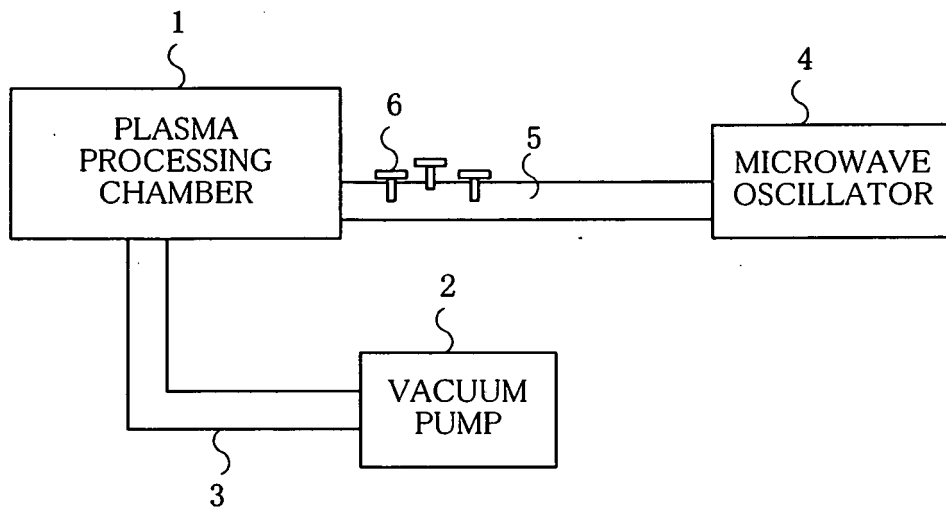 1
PLASMA
PROCESSING
CHAMBER
6
5
4
MICROWAVE
OSCILLATOR
2
VACUUM
PUMP
3